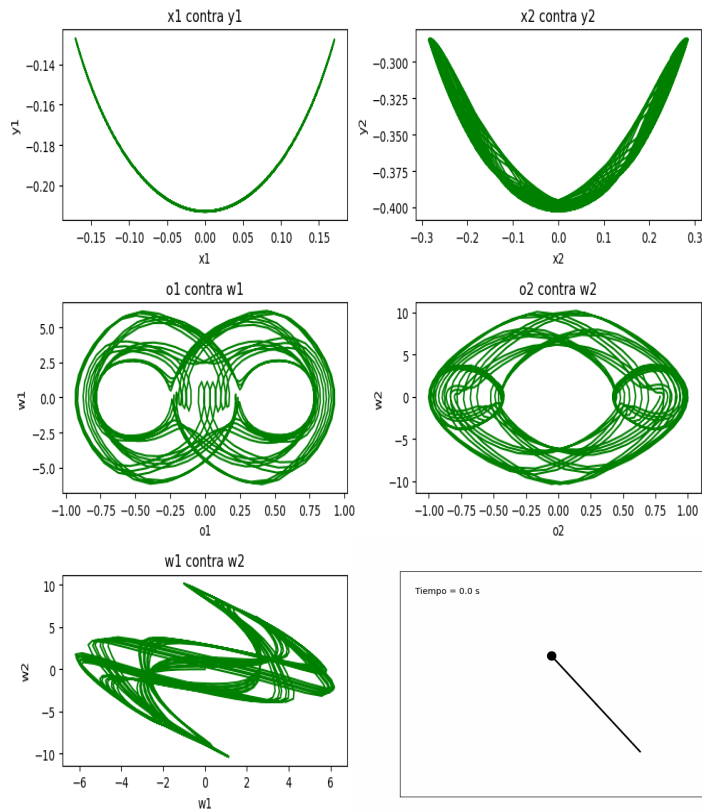 x1 contra y1
−0.14
−0.16
−0.18
−0.20
y1
−0.15 −0.10 −0.05 0.00 0.05 0.10 0.15
x1
x2 contra y2
−0.300
−0.325
−0.350
−0.375
−0.400
y2
−0.3 −0.2 −0.1 0.0 0.1 0.2 0.3
x2
o1 contra w1
5.0
2.5
0.0
−2.5
−5.0
w1
−1.00 −0.75 −0.50 −0.25 0.00 0.25 0.50 0.75 1.00
o1
o2 contra w2
10
5
0
−5
−10
w2
−1.00 −0.75 −0.50 −0.25 0.00 0.25 0.50 0.75 1.00
o2
w1 contra w2
10
5
0
−5
−10
w2
−6 −4 −2 0 2 4 6
w1
Tiempo = 0.0 s